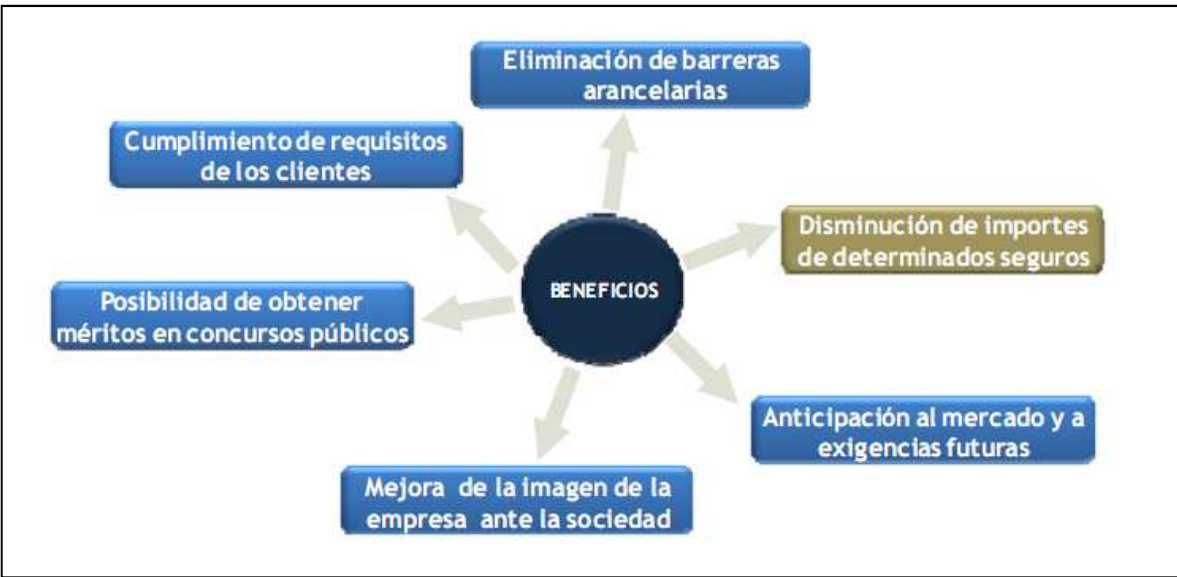 Eliminación de barreras
arancelarias
Cumplimiento de requisitos
de los clientes
Disminución de importes
de determinados seguros
BENEFICIOS
Posibilidad de obtener
méritos en concursos públicos
Anticipación al mercado y a
exigencias futuras
Mejora de la imagen de la
empresa ante la sociedad